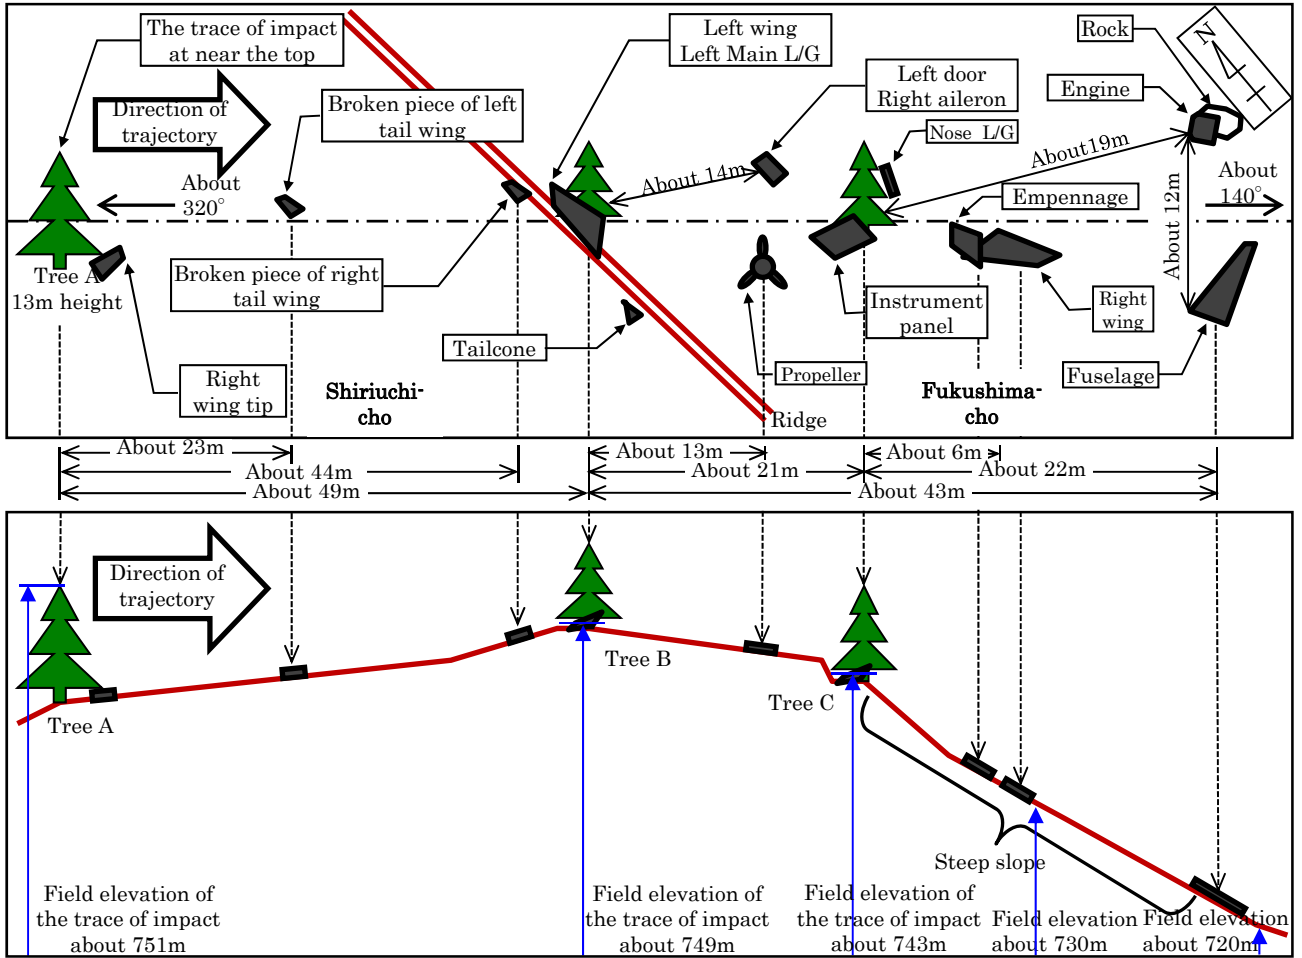 The trace of impact
at near the top
Left wing
Left Main L/G
Rock
N
Direction of
trajectory
Broken piece of left
tail wing
Left door
Right aileron
Engine
Nose L/G
About 14m
About19m
About
320°
Empennage
About 12m
About
140°
Tree A
13m height
Broken piece of right
tail wing
Instrument
panel
Right
wing
Tailcone
Propeller
Fuselage
Right
wing tip
Shiriuchi-
cho
Fukushima-
cho
Ridge
About 23m
About 13m
About 6m
About 44m
About 21m
About 22m
About 49m
About 43m
Direction of
trajectory
Tree A
Tree B
Tree C
Steep slope
Field elevation of
the trace of impact
about 751m
Field elevation of
the trace of impact
about 749m
Field elevation of
the trace of impact
about 743m
Field elevation
about 730m
Field elevation
about 720m